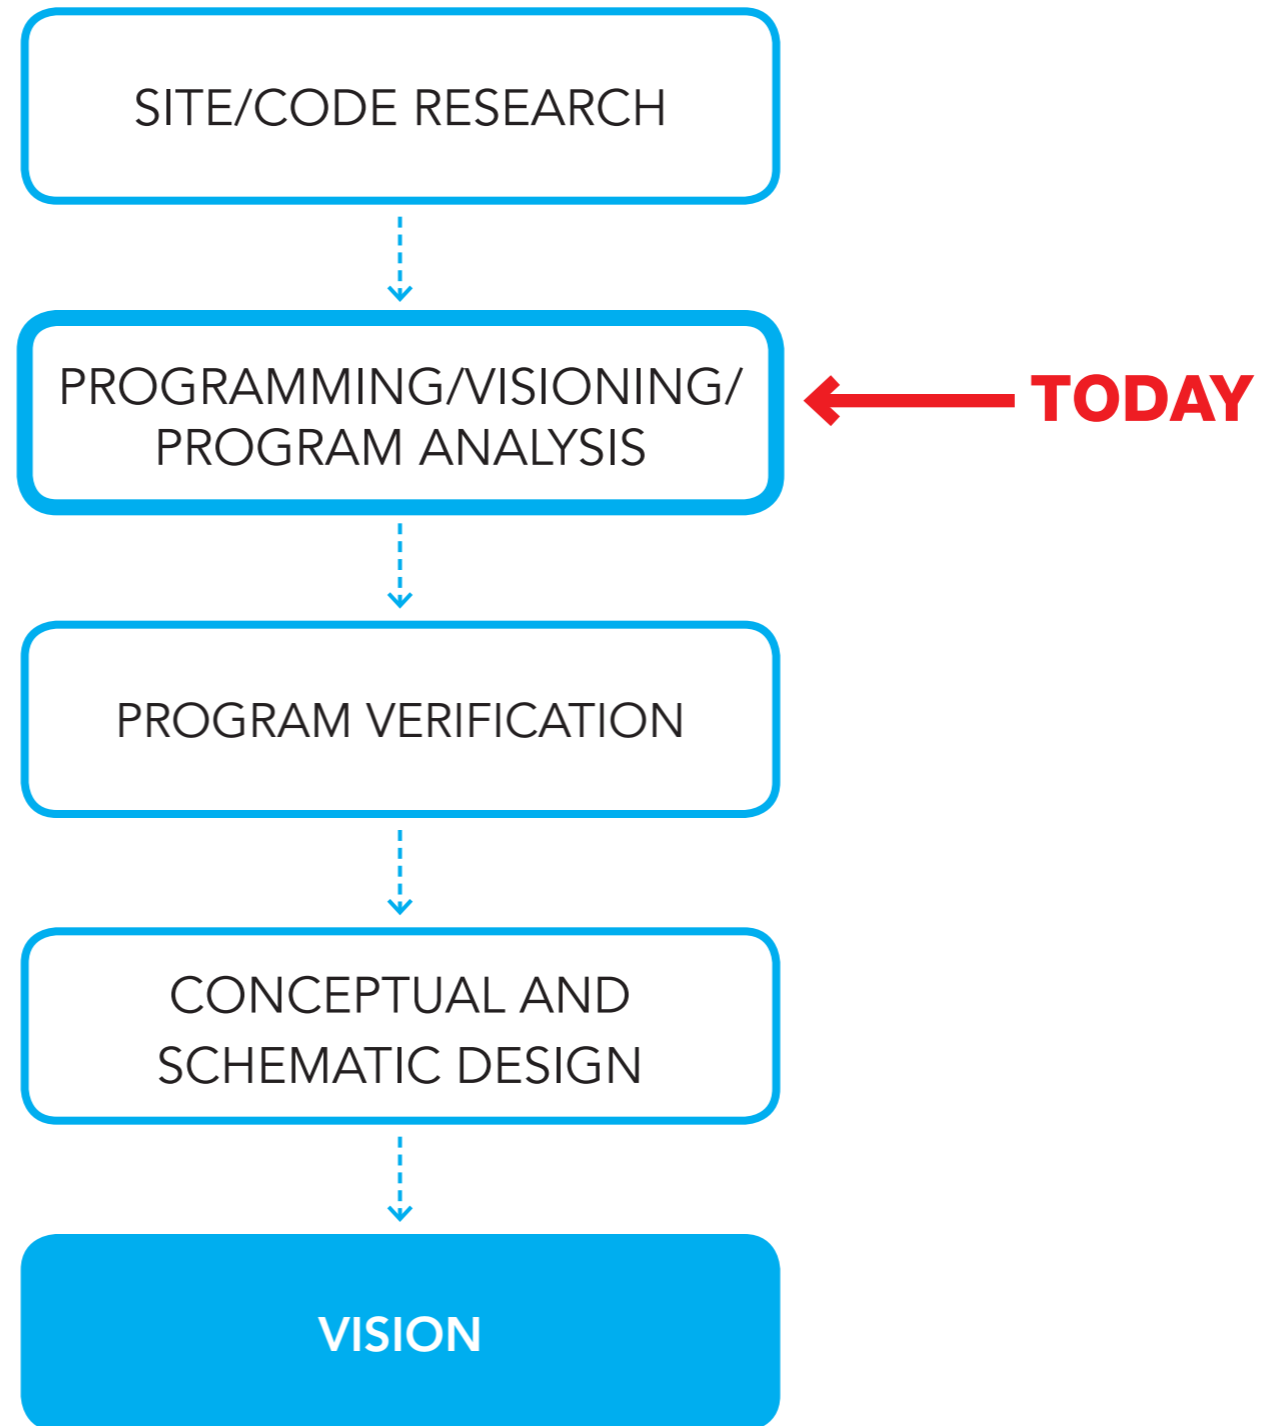 SITE/CODE RESEARCH
PROGRAMMING/VISIONING/
PROGRAM ANALYSIS
TODAY
PROGRAM VERIFICATION
CONCEPTUAL AND
SCHEMATIC DESIGN
VISION